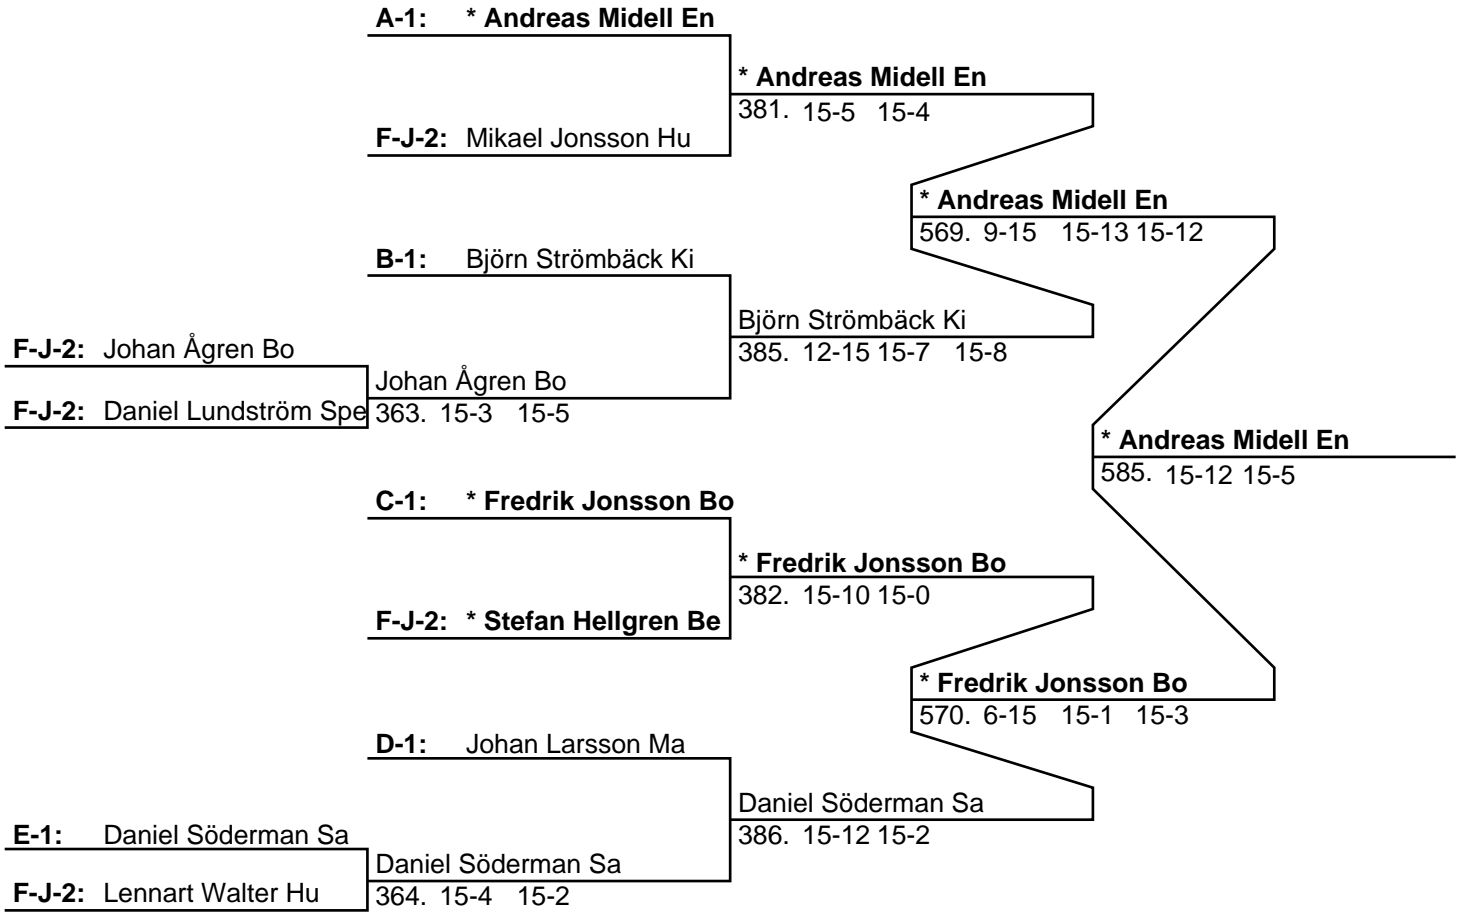 A-1: * Andreas Midell En
* Andreas Midell En
381. 15-5 15-4
F-J-2: Mikael Jonsson Hu
* Andreas Midell En
569. 9-15 15-13 15-12
B-1: Björn Strömbäck Ki
Björn Strömbäck Ki
385. 12-15 15-7 15-8
F-J-2: Johan Ågren Bo
Johan Ågren Bo
363. 15-3 15-5
F-J-2: Daniel Lundström Spe
* Andreas Midell En
585. 15-12 15-5
C-1: * Fredrik Jonsson Bo
* Fredrik Jonsson Bo
382. 15-10 15-0
F-J-2: * Stefan Hellgren Be
* Fredrik Jonsson Bo
570. 6-15 15-1 15-3
D-1: Johan Larsson Ma
Daniel Söderman Sa
386. 15-12 15-2
E-1: Daniel Söderman Sa
Daniel Söderman Sa
364. 15-4 15-2
F-J-2: Lennart Walter Hu